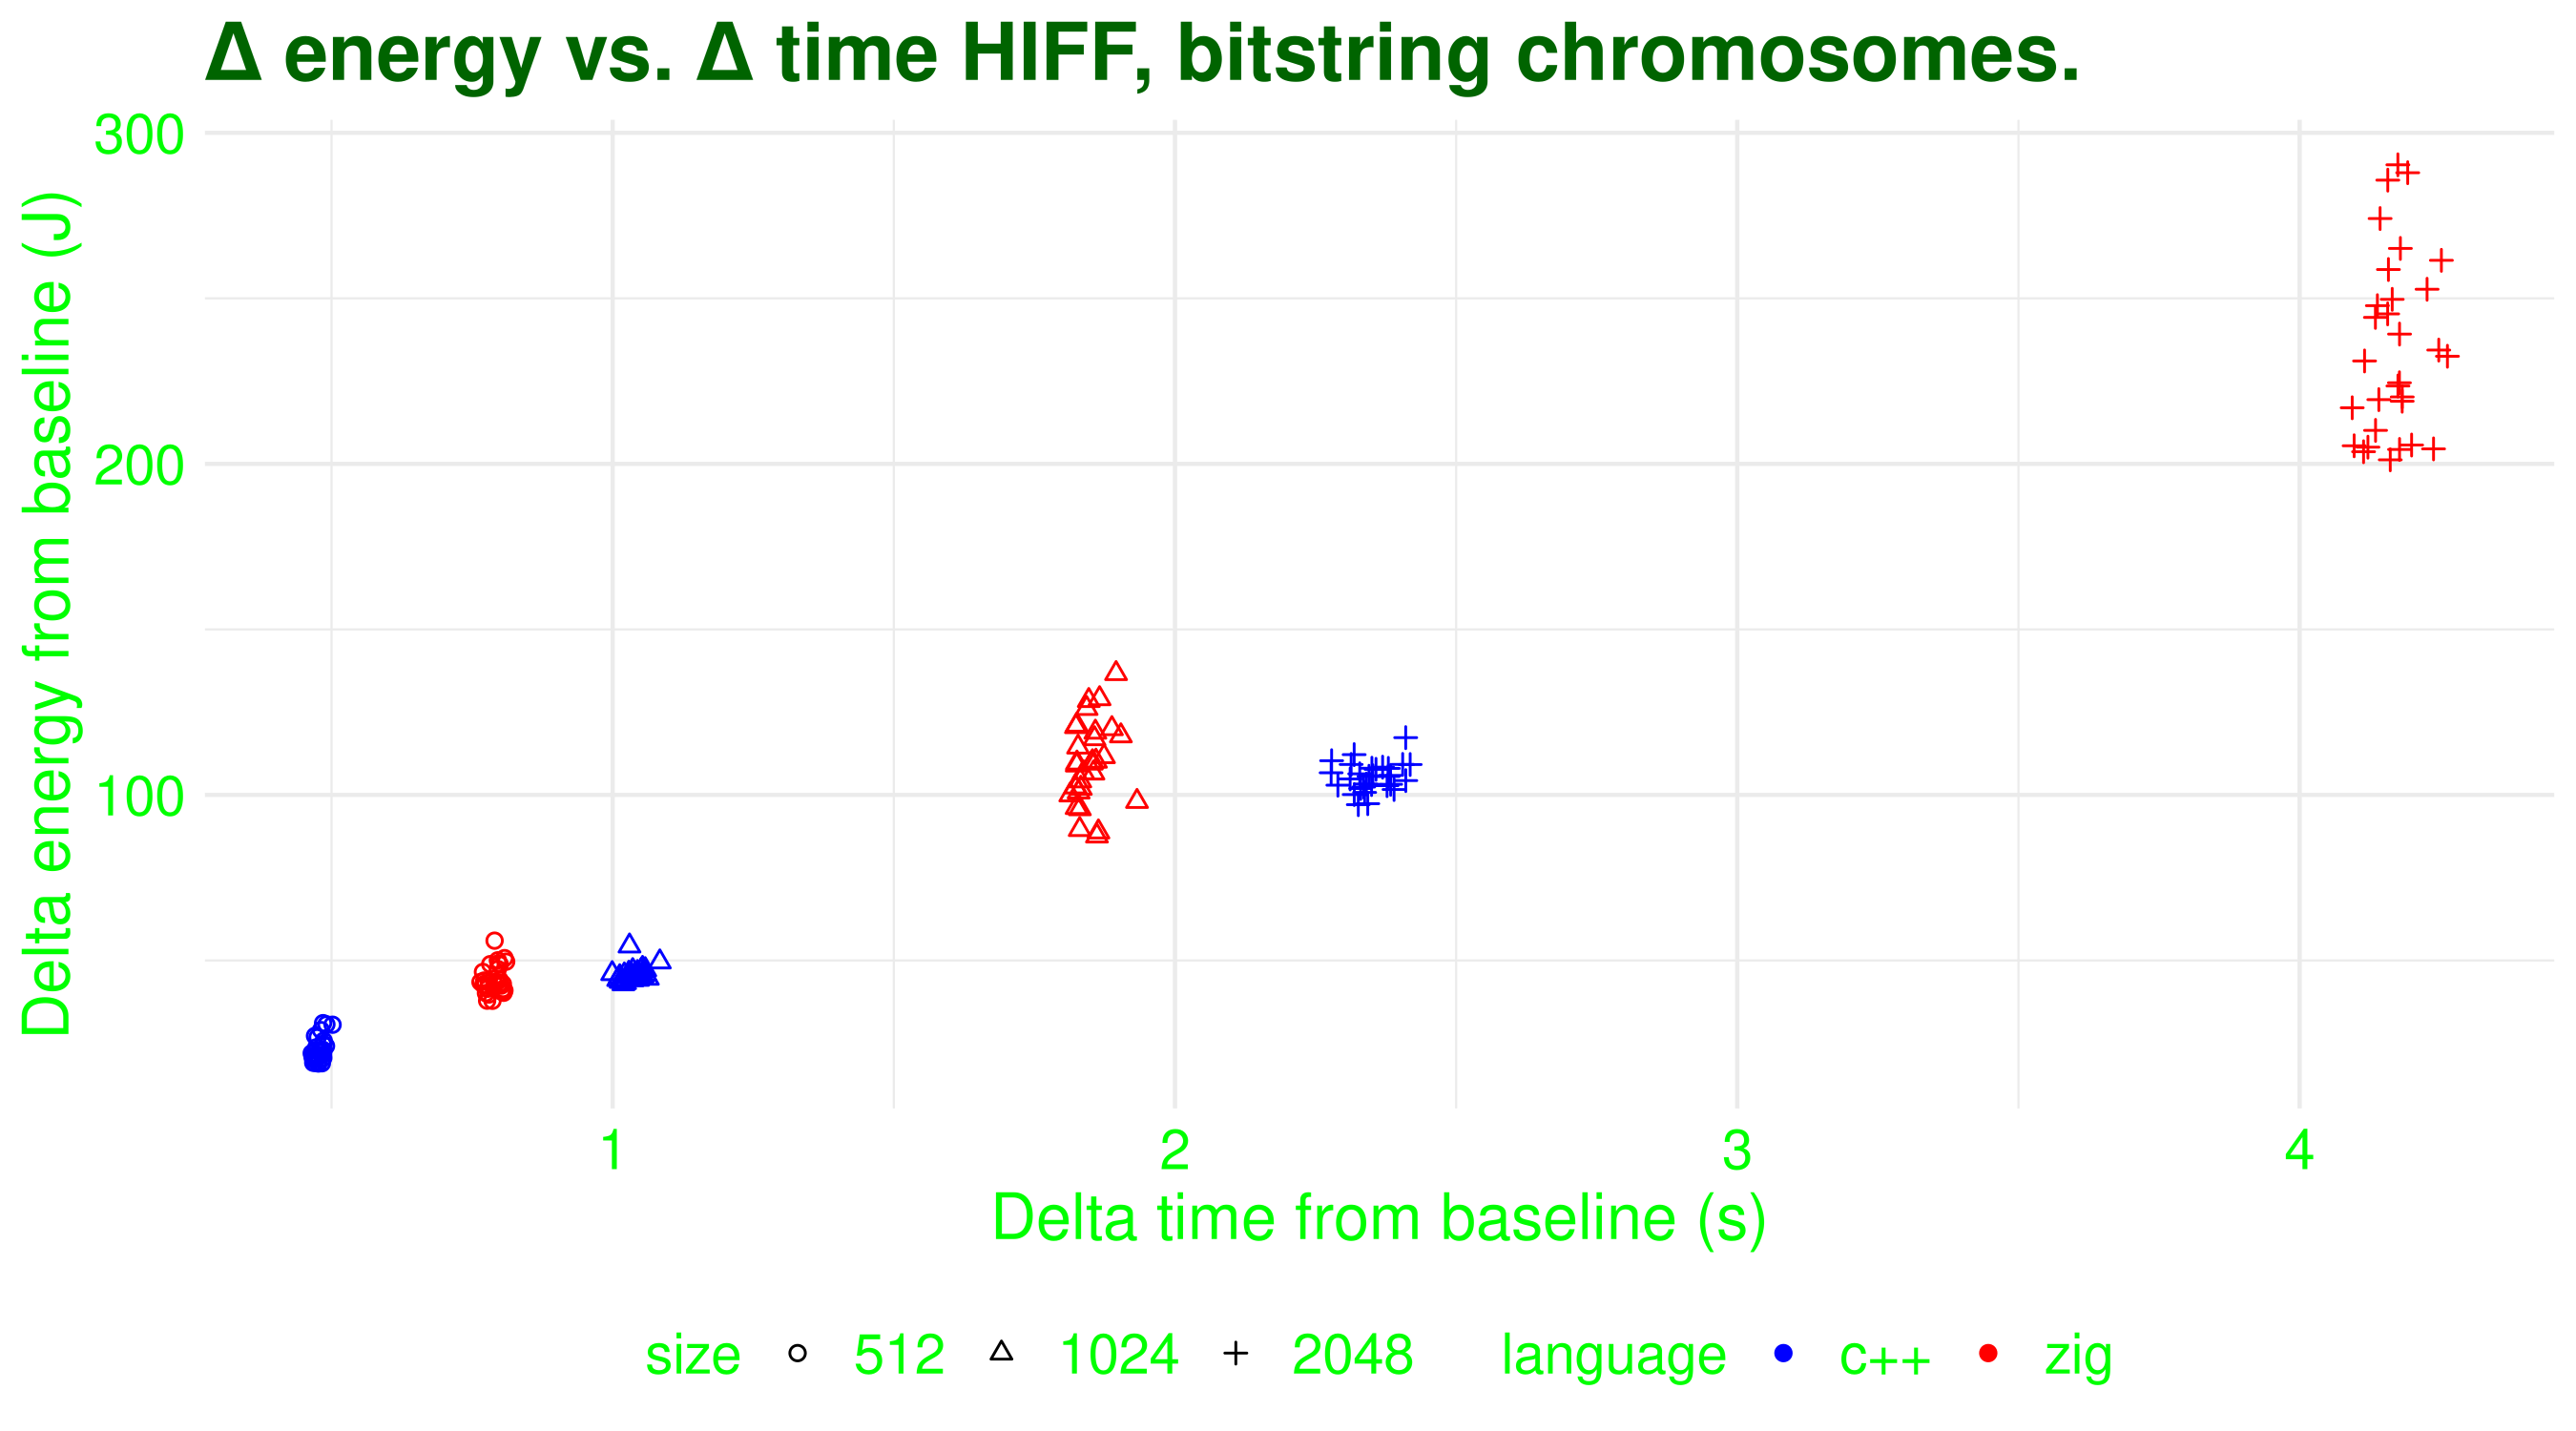 Δ energy vs. Δ time HIFF, bitstring chromosomes.
300
200
100
Delta energy from baseline (J)
1 2 3 4
Delta time from baseline (s)
size 512 1024 2048 language c++ zig